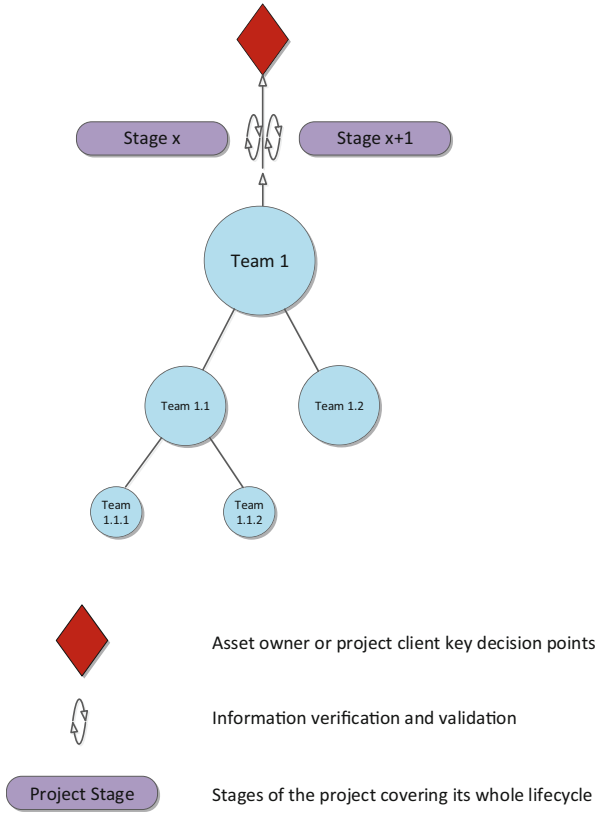 Stage x
Stage x+1
Team 1
Team 1.1
Team 1.2
Team
1.1.1
Team
1.1.2
Asset owner or project client key decision points
Information verification and validation
Project Stage
Stages of the project covering its whole lifecycle